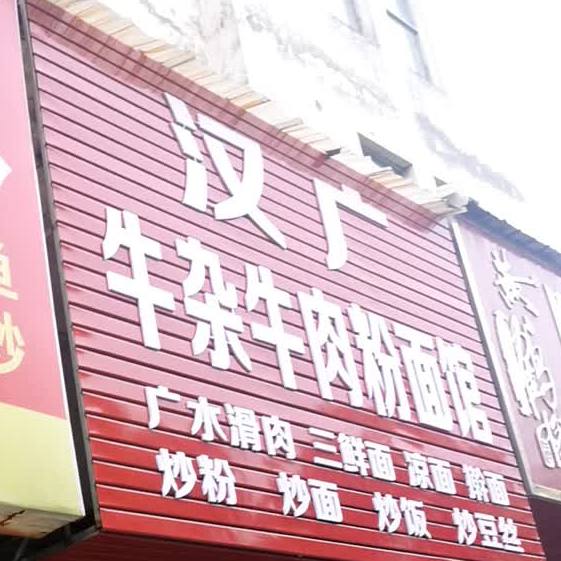 汉广
牛杂牛肉粉面馆
广水滑肉 三鲜面 凉面 擀面
炒粉 炒面 炒饭 炒豆丝